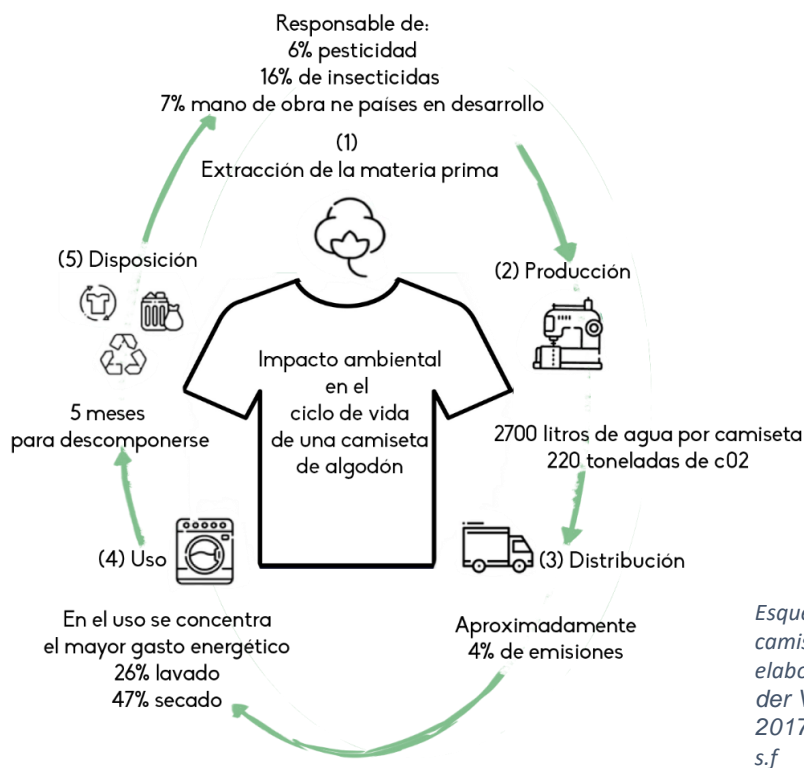 Responsable de:
6% pesticidad
16% de insecticidas
7% mano de obra ne países en desarrollo
(1)
Extracción de la materia prima
(2) Producción
2700 litros de agua por camiseta
220 toneladas de c02
(3) Distribución
Aproximadamente
4% de emisiones
(4) Uso
En el uso se concentra
el mayor gasto energético
26% lavado
47% secado
(5) Disposición
5 meses
para descomponerse
Impacto ambiental
en el
ciclo de vida
de una camiseta
de algodón
der
2017
s.f